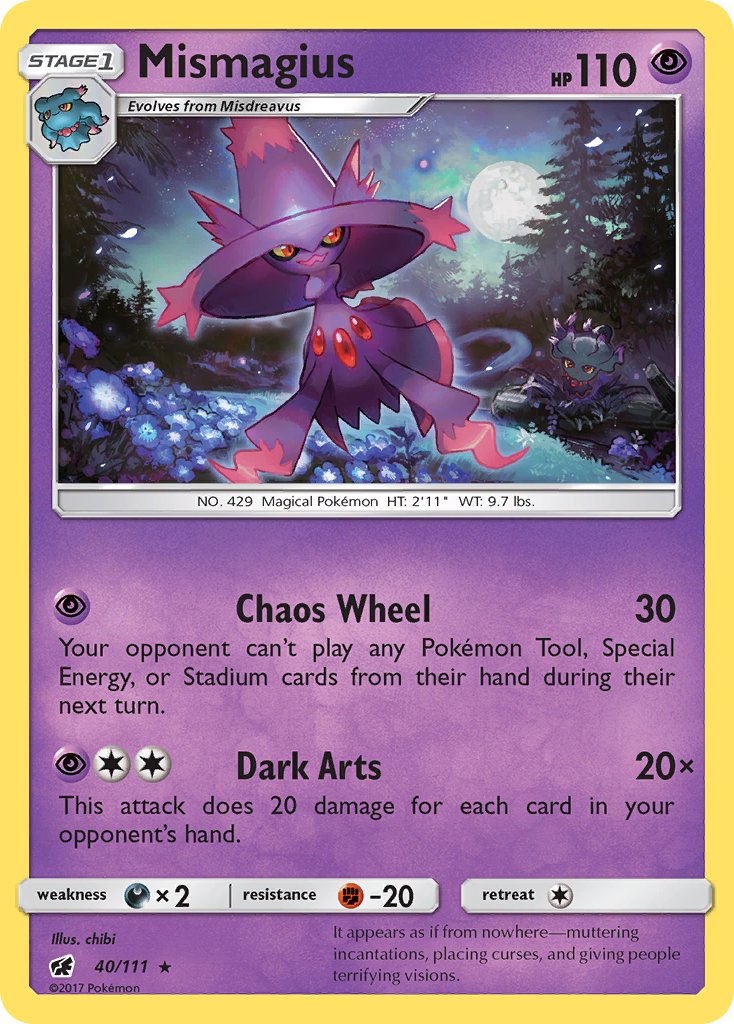 STAGE1
Mismagius
HP 110
Evolves from Misdreavus
NO. 429 Magical Pokémon HT: 2'11" WT: 9.7 lbs.
Chaos Wheel 30
Your opponent can't play any Pokémon Tool, Special
Energy, or Stadium cards from their hand during their
next turn.
Dark Arts 20×
This attack does 20 damage for each card in your
opponent's hand.
weakness ×2 resistance -20 retreat
Illus. chibi
40/111
©2017 Pokémon
It appears as if from nowhere—muttering
incantations, placing curses, and giving people
terrifying visions.